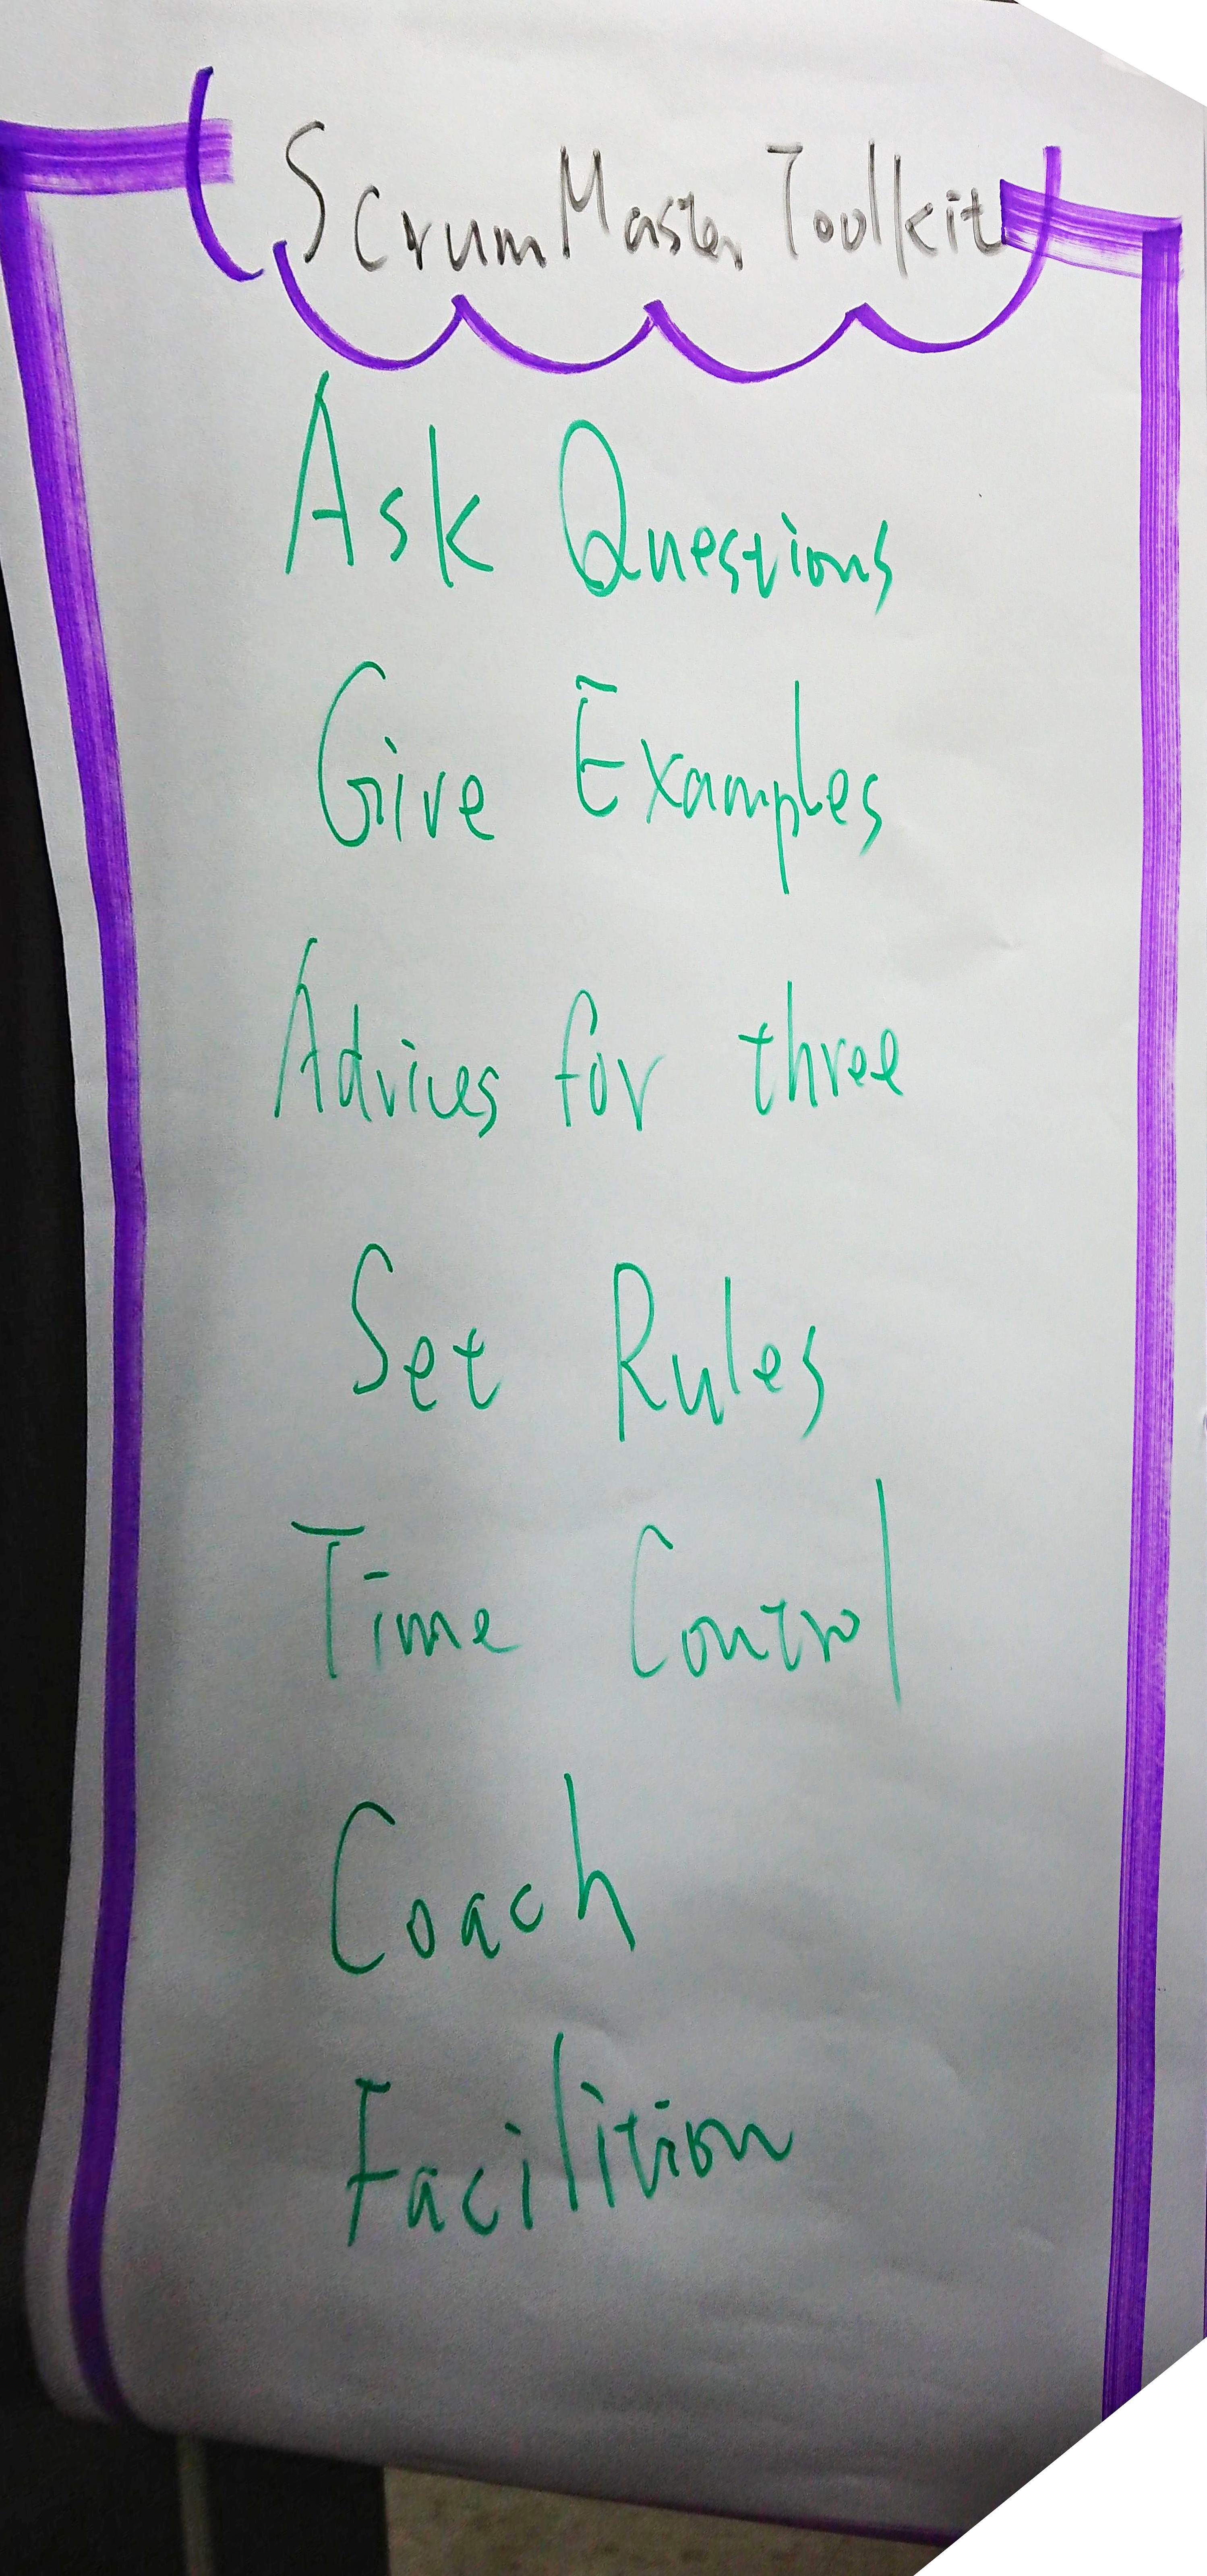 ScrumMaster Toolkit
Ask Questions
Give Examples
Advices for three
Set Rules
Time Control
Coach
Facilition